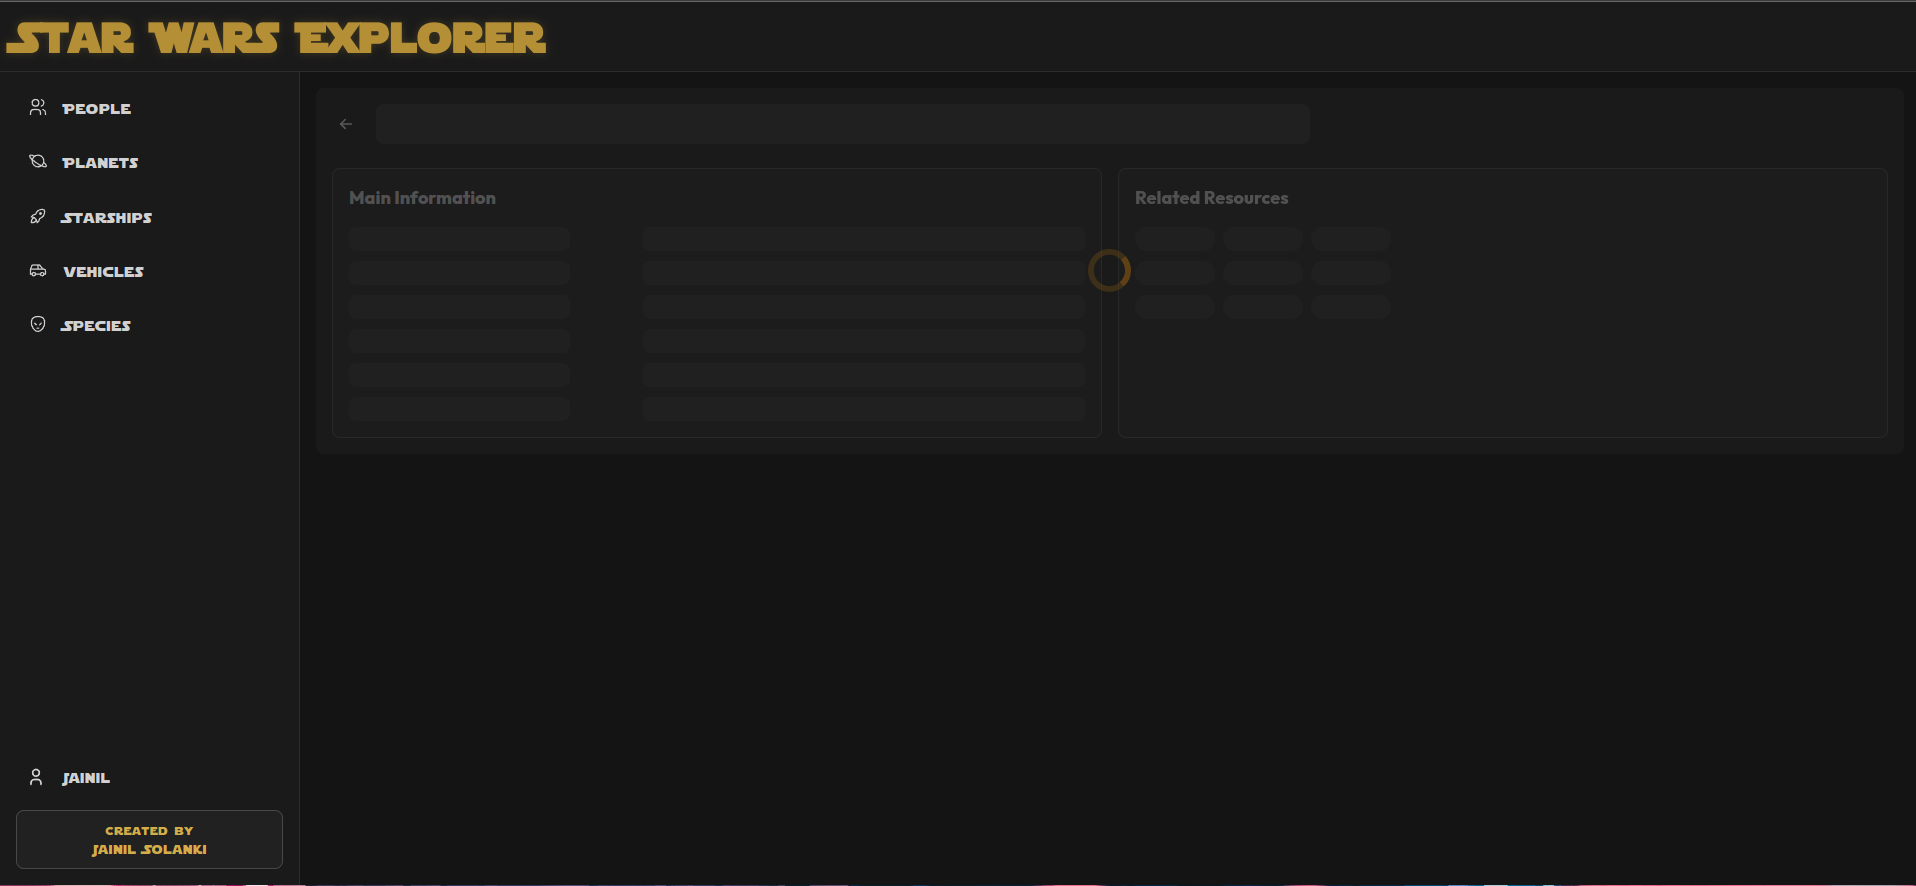 Star Wars Explorer
People
Planets
Starships
Vehicles
Species
Main Information
Related Resources
Jainil
Created by
Jainil Solanki